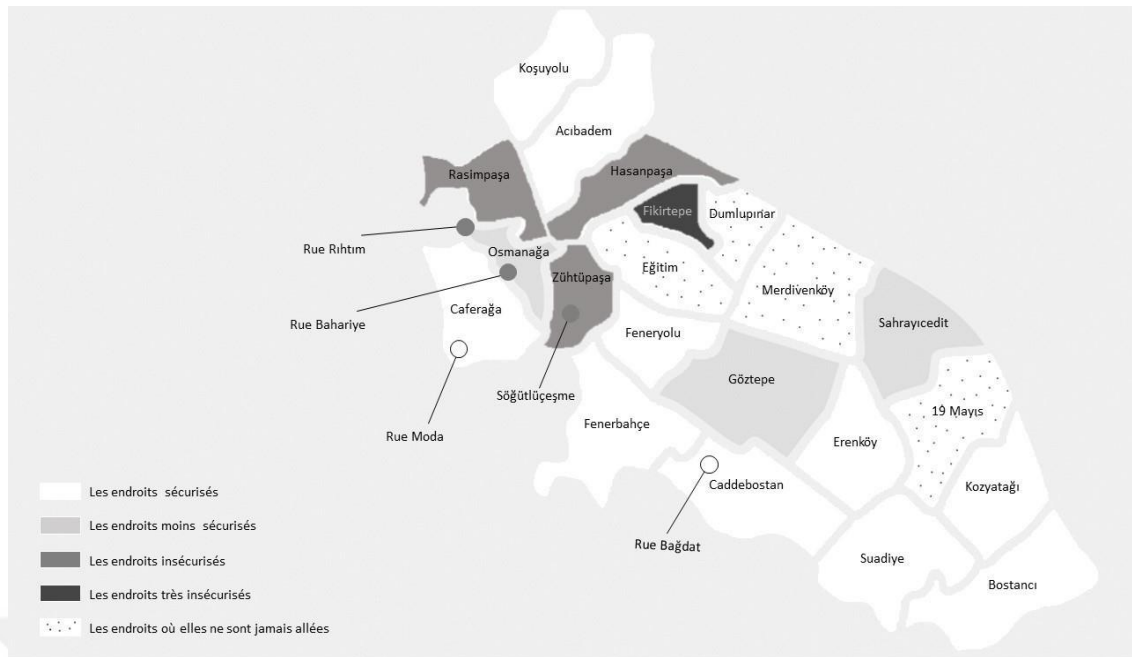 Koşuyolu
Acıbadem
Rasimpaşa
Hasanpaşa
Fikirtepe
Dumlupınar
Rue Rıhtım
Osmanağa
Eğitim
Zühtüpaşa
Merdivenköy
Rue Bahariye
Caferağa
Feneryolu
Sahrayıcedit
Göztepe
Söğütlüçeşme
19 Mayıs
Rue Moda
Fenerbahçe
Erenköy
Caddebostan
Kozyatağı
Rue Bağdat
Suadiye
Bostancı
Les endroits sécurisés
Les endroits moins sécurisés
Les endroits insécurisés
Les endroits très insécurisés
Les endroits où elles ne sont jamais allées